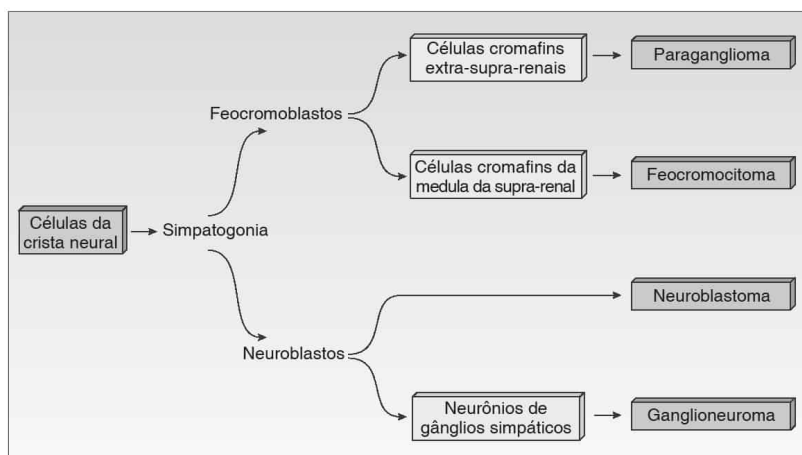 Células cromafins
extra-supra-renais
Paraganglioma
Feocromoblastos
Células cromafins da
medula da supra-renal
Feocromocitoma
Células da
crista neural
Simpatogonia
Neuroblastoma
Neuroblastos
Neurônios de
gânglios simpáticos
Ganglioneuroma